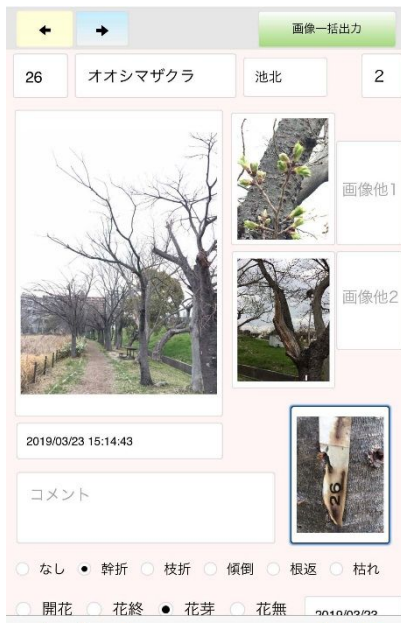 ← →
画像一括出力
26 オオシマザクラ 池北 2
画像他1
画像他2
2019/03/23 15:14:43
コメント
26
なし 幹折 枝折 傾倒 根返 枯れ
開花 花終 花芽 花無 2019/03/23